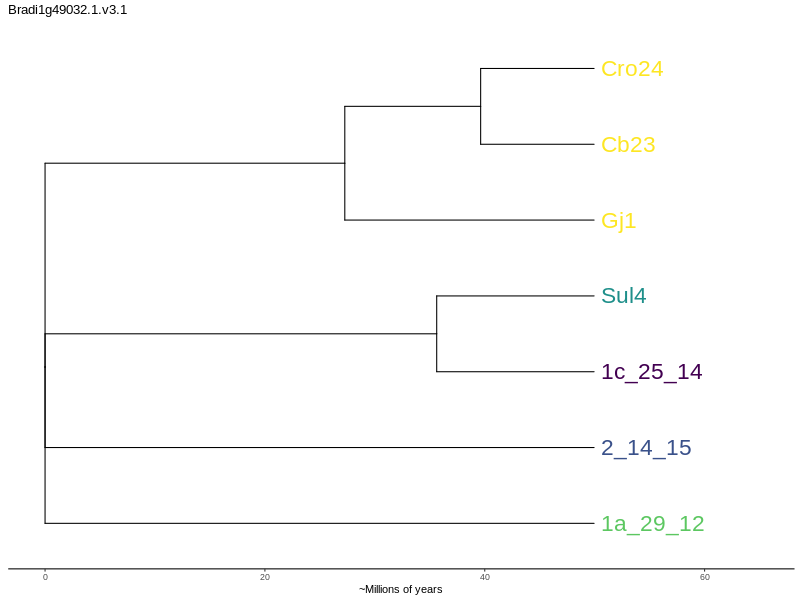 Bradi1g49032.1.v3.1
Cro24
Cb23
Gj1
Sul4
1c_25_14
2_14_15
1a_29_12
0 20 40 60
~Millions of years